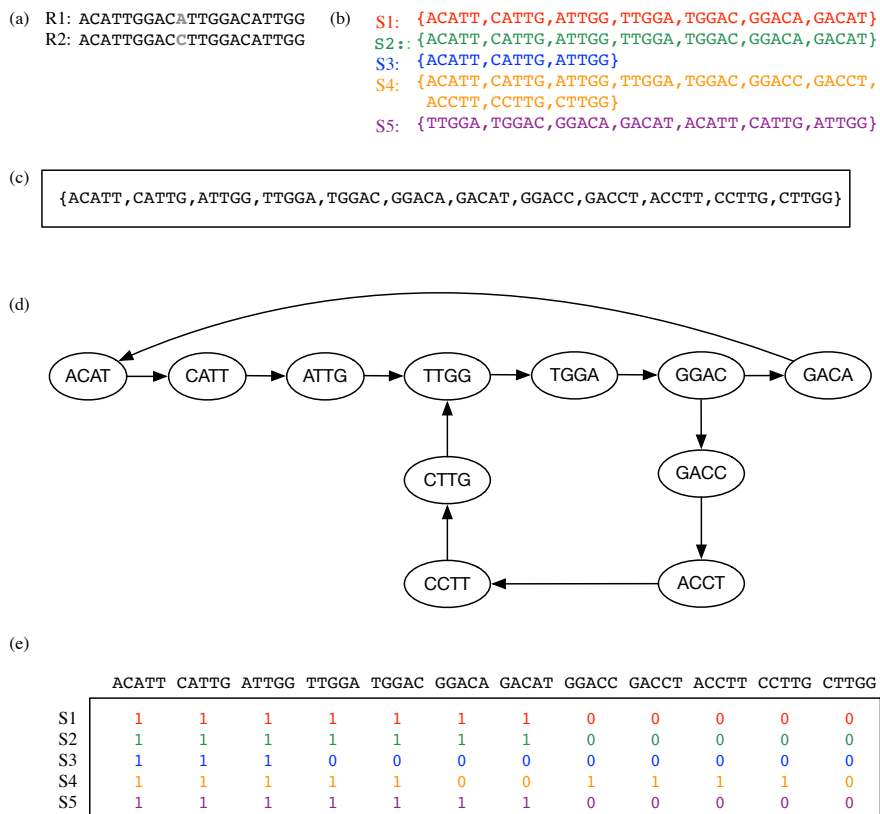 (a) R1: ACATTGGACATTGGACATTGG
R2: ACATTGGACCTTGGACATTGG
(b) S1: {ACATT,CATTG,ATTGG,TTGGA,TGGAC,GGACA,GACAT}
S2:: {ACATT,CATTG,ATTGG,TTGGA,TGGAC,GGACA,GACAT}
S3: {ACATT,CATTG,ATTGG}
S4: {ACATT,CATTG,ATTGG,TTGGA,TGGAC,GGACC,GACCT,
ACCTT,CCTTG,CTTGG}
S5: {TTGGA,TGGAC,GGACA,GACAT,ACATT,CATTG,ATTGG}
(c) {ACATT,CATTG,ATTGG,TTGGA,TGGAC,GGACA,GACAT,GGACC,GACCT,ACCTT,CCTTG,CTTGG}
(d)
ACAT CATT ATTG TTGG TGGA GGAC GACA
CTTG GACC
CCTT ACCT
(e)
ACATT CATTG ATTGG TTGGA TGGAC GGACA GACAT GGACC GACCT ACCTT CCTTG CTTGG
S1 1 1 1 1 1 1 1 0 0 0 0 0
S2 1 1 1 1 1 1 1 0 0 0 0 0
S3 1 1 1 0 0 0 0 0 0 0 0 0
S4 1 1 1 1 1 0 0 1 1 1 1 0
S5 1 1 1 1 1 1 1 0 0 0 0 0